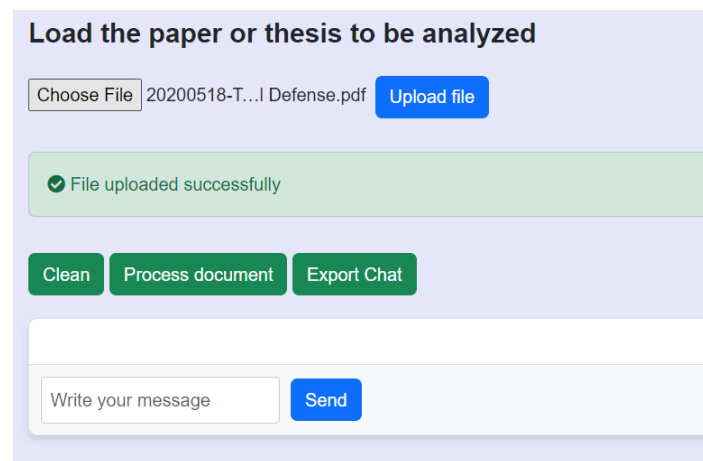 Load the paper or thesis to be analyzed
Choose File 20200518-T…l Defense.pdf Upload file
File uploaded successfully
Clean Process document Export Chat
Write your message Send